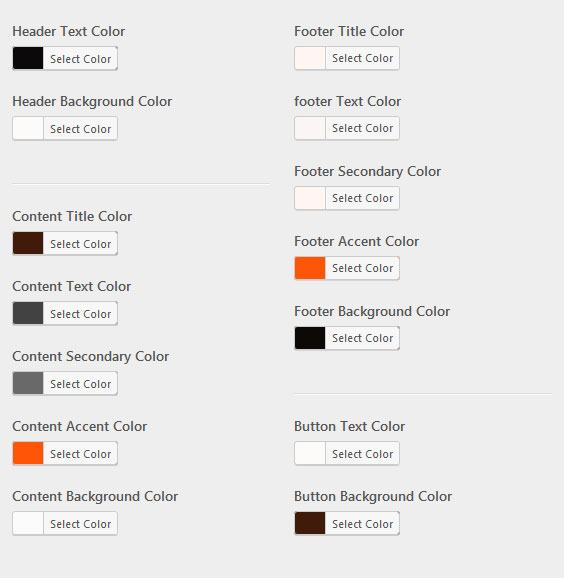 Header Text Color
Select Color
Header Background Color
Select Color
Content Title Color
Select Color
Content Text Color
Select Color
Content Secondary Color
Select Color
Content Accent Color
Select Color
Content Background Color
Select Color
Footer Title Color
Select Color
footer Text Color
Select Color
Footer Secondary Color
Select Color
Footer Accent Color
Select Color
Footer Background Color
Select Color
Button Text Color
Select Color
Button Background Color
Select Color